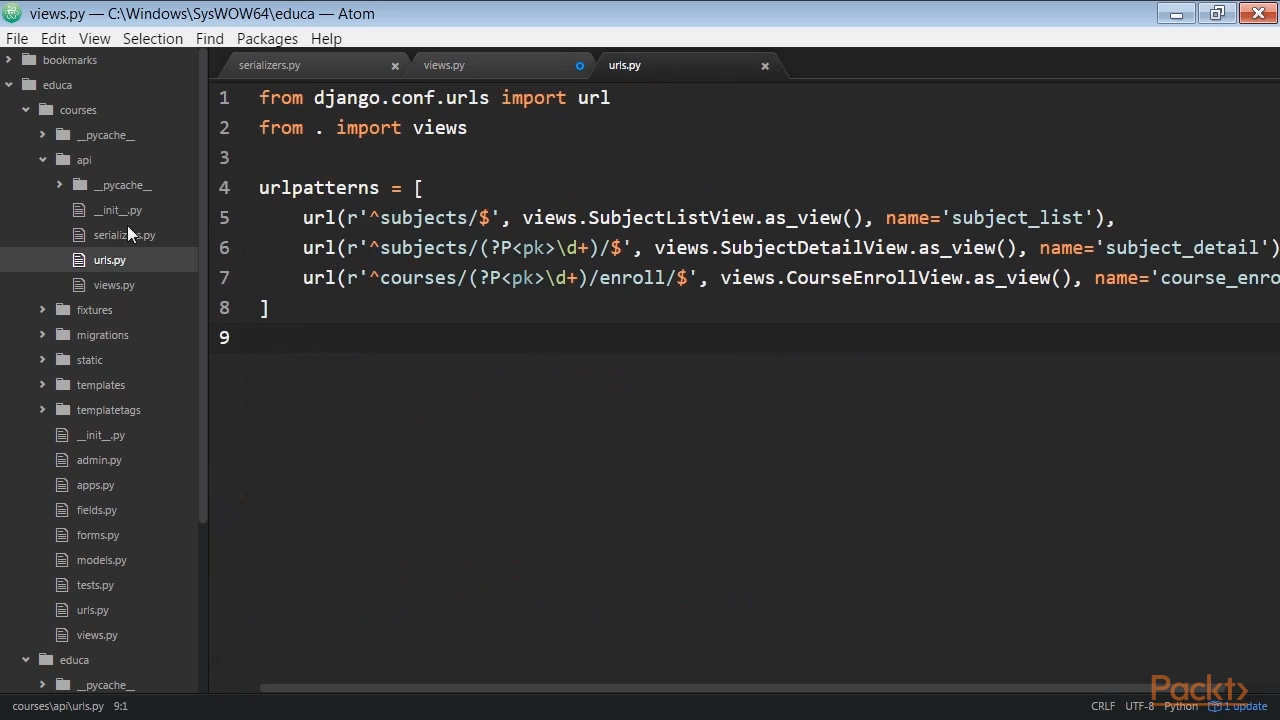 views.py — C:\Windows\SysWOW64\educa — Atom
File Edit View Selection Find Packages Help
bookmarks
educa
courses
__pycache__
api
__pycache__
__init__.py
serializers.py
urls.py
views.py
fixtures
migrations
static
templates
templatetags
__init__.py
admin.py
apps.py
fields.py
forms.py
models.py
tests.py
urls.py
views.py
educa
__pycache__
serializers.py views.py urls.py
1 from django.conf.urls import url
2 from . import views
3
4 urlpatterns = [
5 url(r'^subjects/$', views.SubjectListView.as_view(), name='subject_list'),
6 url(r'^subjects/(?P<pk>\d+)/$', views.SubjectDetailView.as_view(), name='subject_detail')
7 url(r'^courses/(?P<pk>\d+)/enroll/$', views.CourseEnrollView.as_view(), name='course_enro
8 ]
9
Packt>
courses\api\urls.py 9:1 CRLF UTF-8 Python 1 update